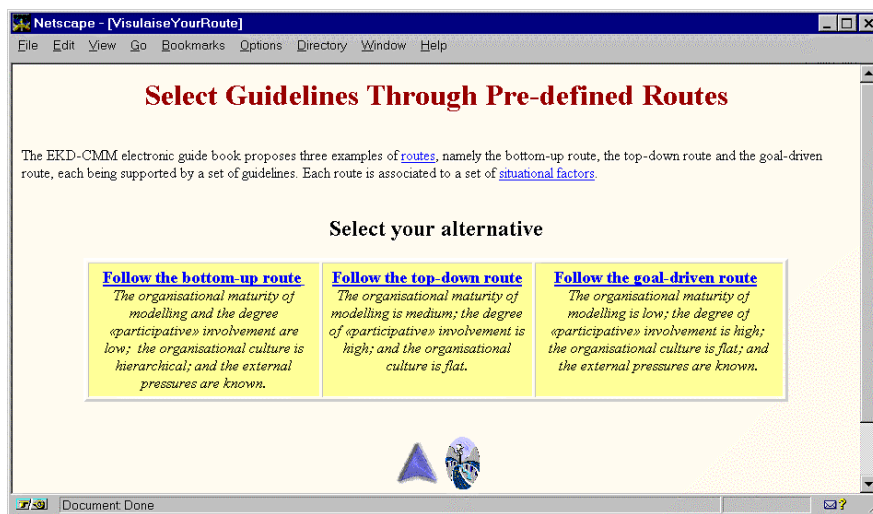 Netscape - [VisulaiseYourRoute]
File Edit View Go Bookmarks Options Directory Window Help
Select Guidelines Through Pre-defined Routes
The EKD-CMM electronic guide book proposes three examples of routes, namely the bottom-up route, the top-down route and the goal-driven
route, each being supported by a set of guidelines. Each route is associated to a set of situational factors.
Select your alternative
Follow the bottom-up route
The organisational maturity of
modelling and the degree
«participative» involvement are
low; the organisational culture is
hierarchical; and the external
pressures are known.
Follow the top-down route
The organisational maturity of
modelling is medium; the degree
of «participative» involvement is
high; and the organisational
culture is flat.
Follow the goal-driven route
The organisational maturity of
modelling is low; the degree of
«participative» involvement is high;
the organisational culture is flat; and
the external pressures are known.
Document: Done